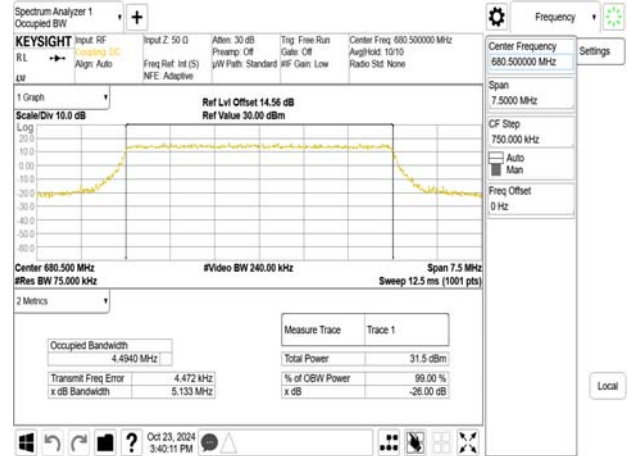 Spectrum Analyzer 1
Occupied BW
Frequency
KEYSIGHT
Input: RF
Coupling: DC
Align: Auto
Input Z: 50 Ω
Freq Ref: Int (S)
NFE: Adaptive
Atten: 30 dB
Preamp: Off
µW Path: Standard
Trig: Free Run
Gate: Off
#IF Gain: Low
Center Freq: 680.500000 MHz
Avg|Hold: 10/10
Radio Std: None
RL
LVI
Center Frequency
680.500000 MHz
Settings
Span
7.5000 MHz
CF Step
750.000 kHz
Auto
Man
Freq Offset
0 Hz
1 Graph
Scale/Div 10.0 dB
Ref Lvl Offset 14.56 dB
Ref Value 30.00 dBm
Log
20.0
10.0
0.00
-10.0
-20.0
-30.0
-40.0
-50.0
-60.0
Center 680.500 MHz
#Video BW 240.00 kHz
Span 7.5 MHz
#Res BW 75.000 kHz
Sweep 12.5 ms (1001 pts)
2 Metrics
Measure Trace Trace 1
Occupied Bandwidth
4.4940 MHz
Total Power 31.5 dBm
Transmit Freq Error 4.472 kHz
% of OBW Power 99.00 %
x dB Bandwidth 5.133 MHz
x dB -26.00 dB
Local
?
Oct 23, 2024
3:40:11 PM